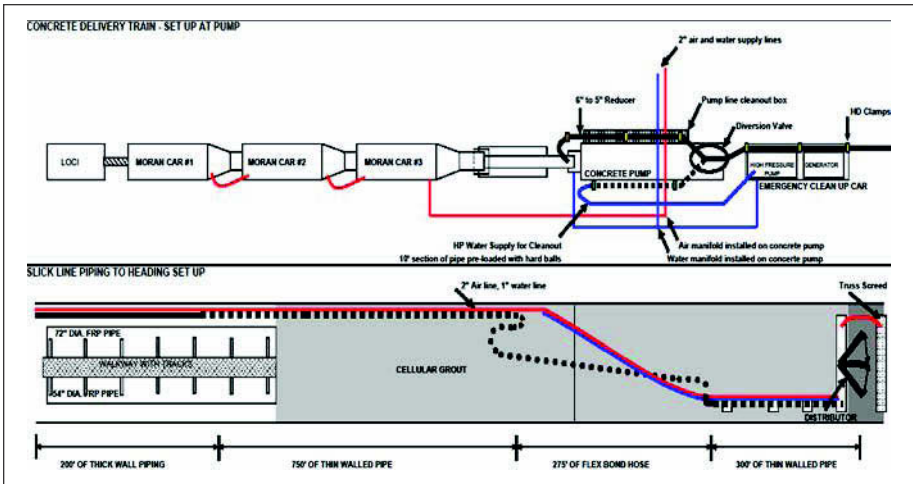 CONCRETE DELIVERY TRAIN - SET UP AT PUMP
2" air and water supply lines
6" to 5" Reducer
Pump line cleanout box
HD Clamps
Diversion Valve
LOCI
MORAN CAR #1
MORAN CAR #2
MORAN CAR #3
HIGH PRESSURE
PUMP
GENERATOR
CONCRETE PUMP
EMERGENCY CLEAN UP CAR
HP Water Supply for Cleanout
Air manifold installed on concrete pump
10' section of pipe pre-loaded with hard balls
Water manifold installed on concerte pump
SLICK LINE PIPING TO HEADING SET UP
2" Air line, 1" water line
Truss Screed
72" DIA. FRP PIPE
WALKWAY WITH TRACKS
CELLULAR GROUT
54" DIA. FRP PIPE
DISTRIBUTOR
200' OF THICK WALL PIPING
750' OF THIN WALLED PIPE
275' OF FLEX BOND HOSE
300' OF THIN WALLED PIPE